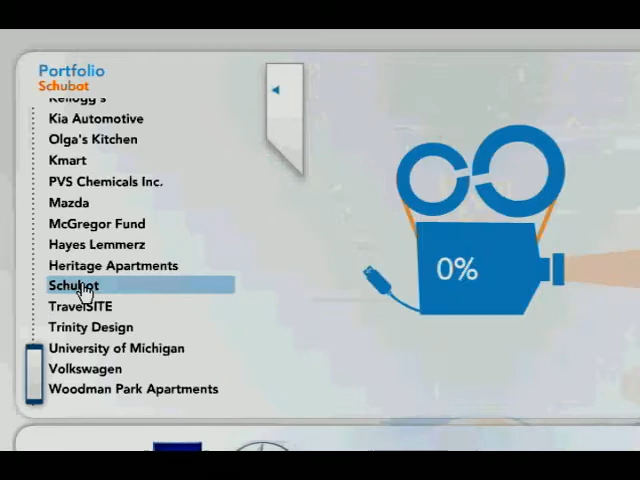 Portfolio
Schubot
Kellogg's
Kia Automotive
Olga's Kitchen
Kmart
PVS Chemicals Inc.
Mazda
McGregor Fund
Hayes Lemmerz
Heritage Apartments
Schubot
TravelSITE
Trinity Design
University of Michigan
Volkswagen
Woodman Park Apartments
0%